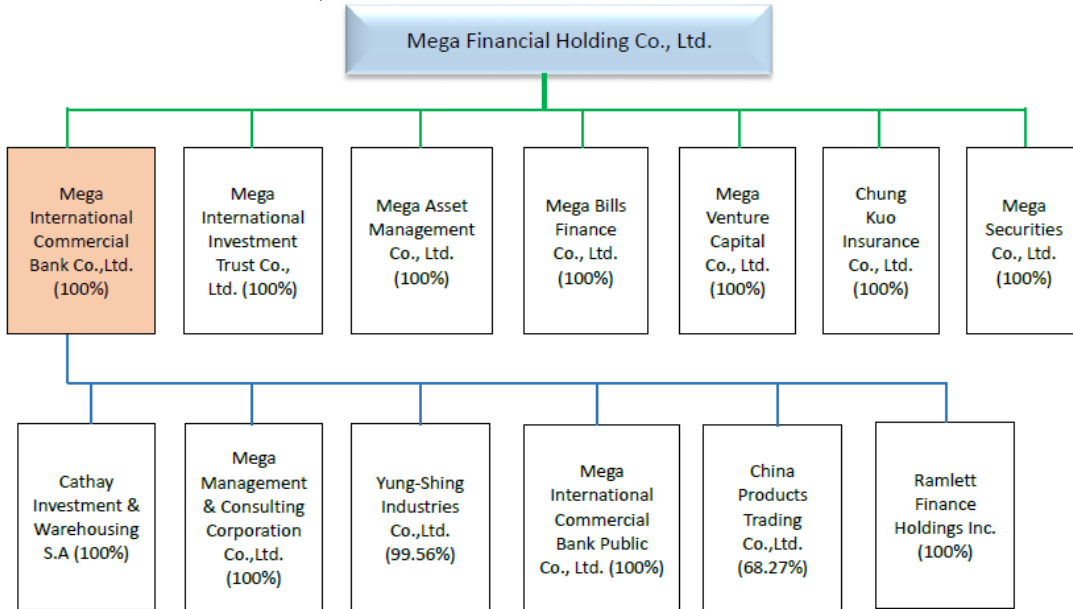 Mega Financial Holding Co., Ltd.
Mega
International
Commercial
Bank Co.,Ltd.
(100%)
Mega
International
Investment
Trust Co.,
Ltd. (100%)
Mega Asset
Management
Co., Ltd.
(100%)
Mega Bills
Finance
Co., Ltd.
(100%)
Mega
Venture
Capital
Co., Ltd.
(100%)
Chung
Kuo
Insurance
Co., Ltd.
(100%)
Mega
Securities
Co., Ltd.
(100%)
Cathay
Investment &
Warehousing
S.A (100%)
Mega
Management
& Consulting
Corporation
Co.,Ltd.
(100%)
Yung-Shing
Industries
Co.,Ltd.
(99.56%)
Mega
International
Commercial
Bank Public
Co., Ltd. (100%)
China
Products
Trading
Co.,Ltd.
(68.27%)
Ramlett
Finance
Holdings Inc.
(100%)